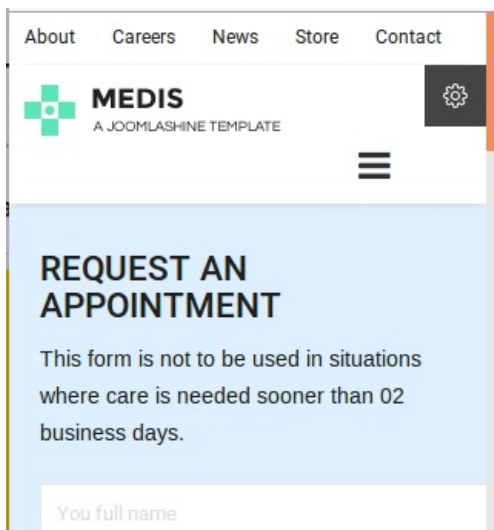 About Careers News Store Contact
MEDIS
A JOOMLASHINE TEMPLATE
REQUEST AN
APPOINTMENT
This form is not to be used in situations
where care is needed sooner than 02
business days.
You full name